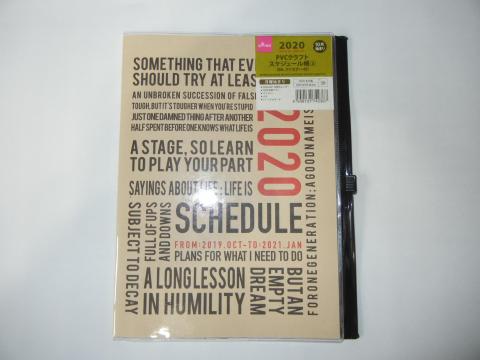 2020
PVCクラフト
スケジュール帳
SOMETHING THAT EV
SHOULD TRY AT LEAS
AN UNBROKEN SUCCESSION OF FALS
TOUGH, BUT IT'S TOUGHER WHEN YOU'RE STUPID
JUST ONE DAMNED THING AFTER ANOTHER
HALF SPENT BEFORE ONE KNOWS WHAT LIFE IS
A STAGE, SO LEARN
TO PLAY YOUR PART
SAYINGS ABOUT LIFE : LIFE IS
2020
SCHEDULE
FROM:2019.OCT-TO:2021.JAN
PLANS FOR WHAT I NEED TO DO
SUBJECT TO DECAY
FULL OF UPS
AND DOWNS
A LONG LESSON
IN HUMILITY
BUT AN
EMPTY
DREAM
FOR ONE GENERATION:A GOOD NAME IS